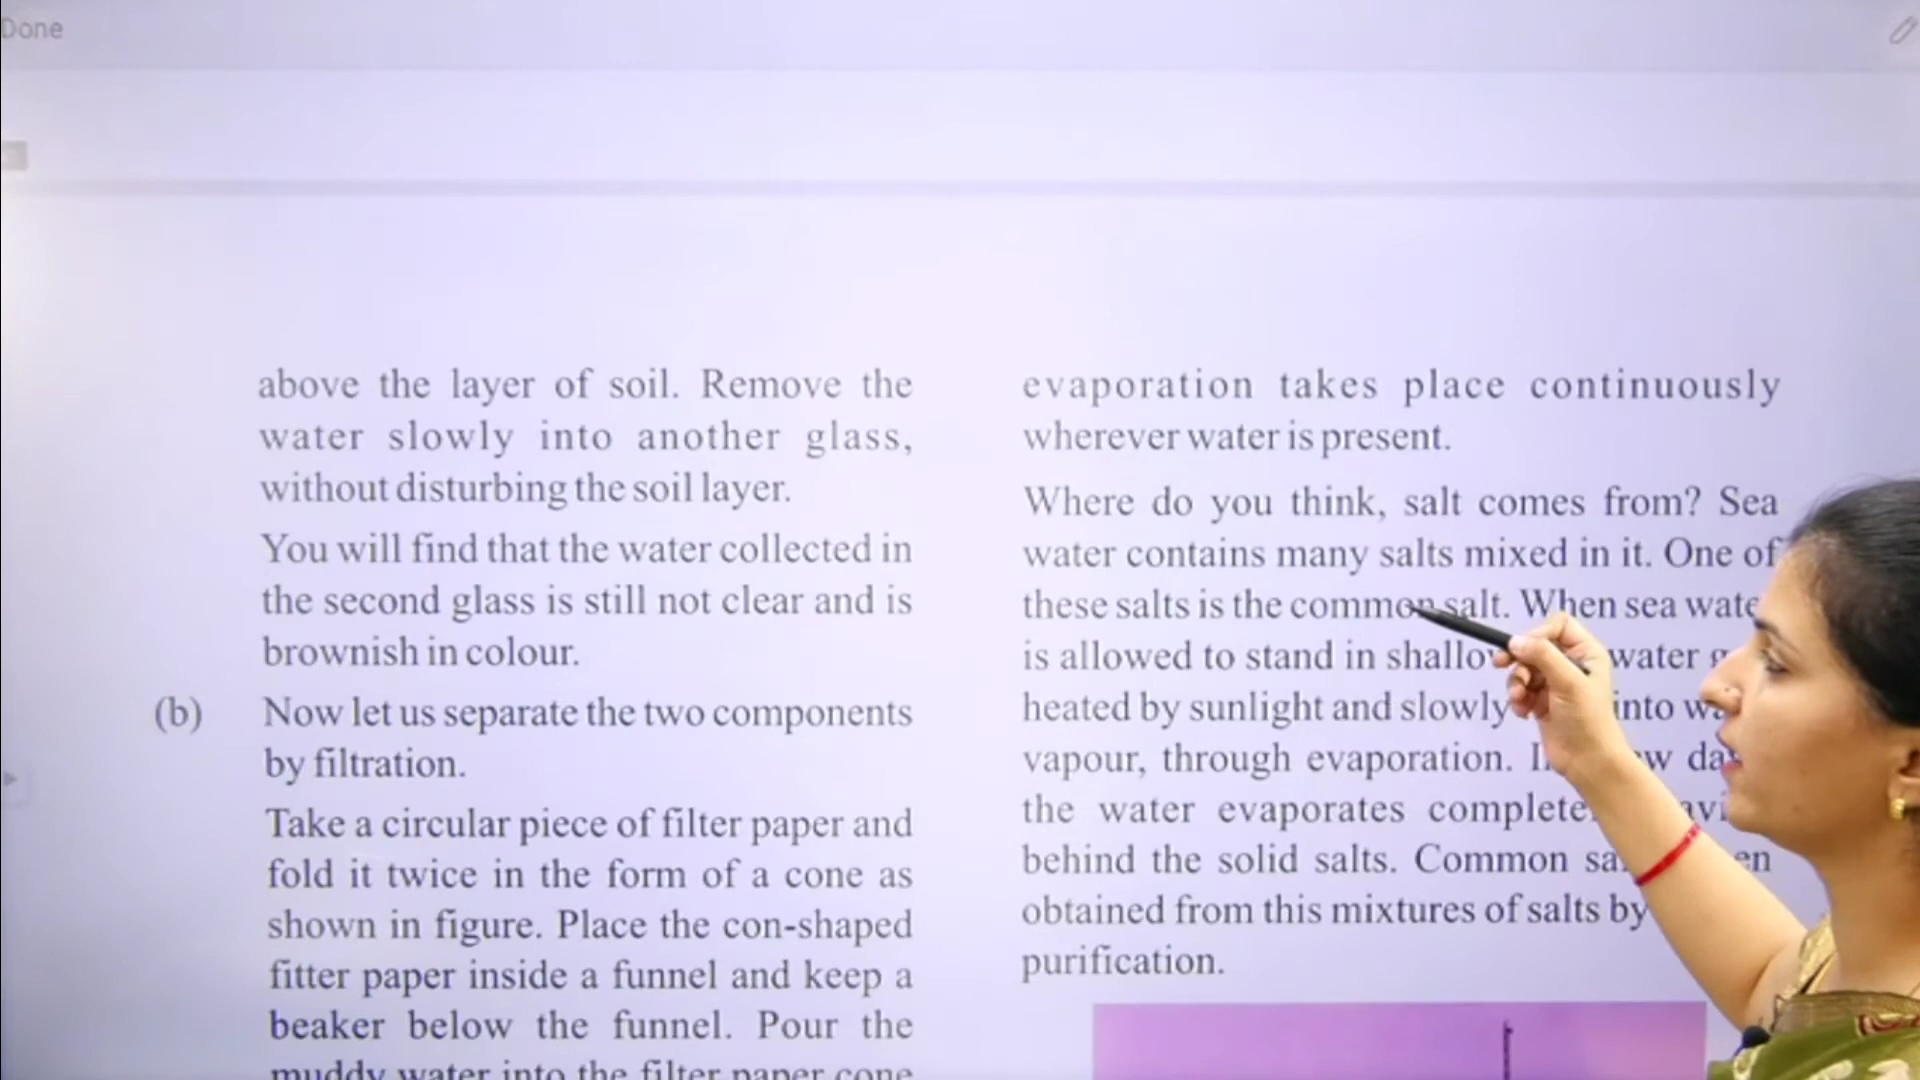 Done
above the layer of soil. Remove the
water slowly into another glass,
without disturbing the soil layer.
You will find that the water collected in
the second glass is still not clear and is
brownish in colour.
(b) Now let us separate the two components
by filtration.
Take a circular piece of filter paper and
fold it twice in the form of a cone as
shown in figure. Place the con-shaped
fitter paper inside a funnel and keep a
beaker below the funnel. Pour the
muddy water into the filter paper cone
evaporation takes place continuously
wherever water is present.
Where do you think, salt comes from? Sea
water contains many salts mixed in it. One of
these salts is the common salt. When sea
is allowed to stand in water
heated by sunlight and slowly into
vapour, through evaporation.
the water evaporates
behind the solid salts. Common
obtained from this mixtures of salts by
purification.